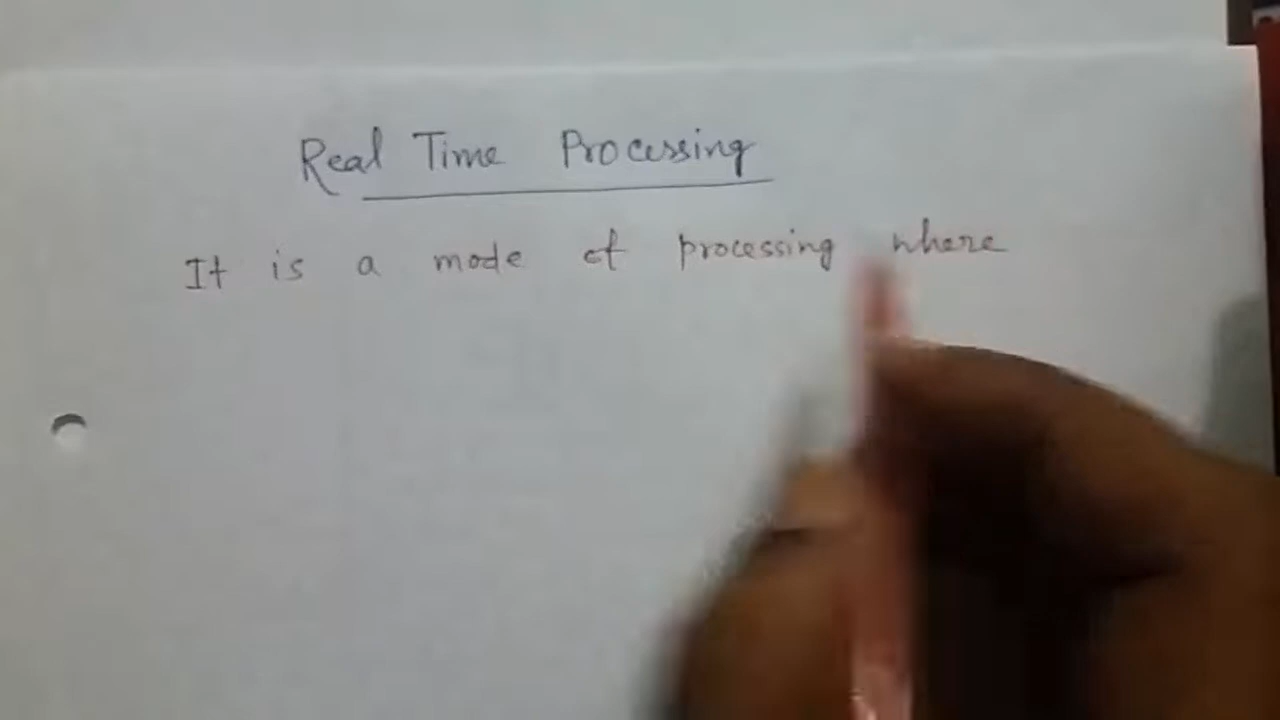 Real Time Processing
It is a mode of processing where